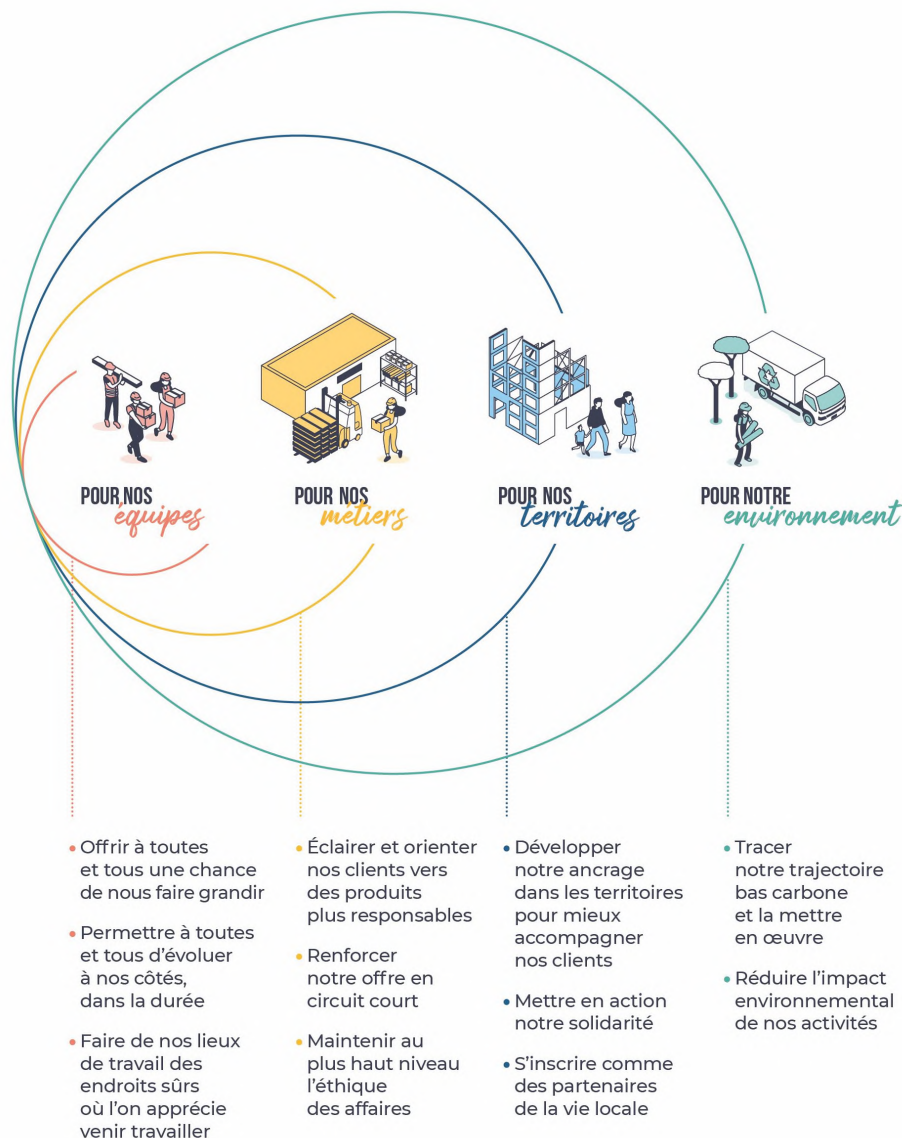 POUR NOS
équipes
POUR NOS
métiers
POUR NOS
territoires
POUR NOTRE
environnement
• Offrir à toutes
et tous une chance
de nous faire grandir
• Permettre à toutes
et tous d’évoluer
à nos côtés,
dans la durée
• Faire de nos lieux
de travail des
endroits sûrs
où l’on apprécie
venir travailler
• Éclairer et orienter
nos clients vers
des produits
plus responsables
• Renforcer
notre offre en
circuit court
• Maintenir au
plus haut niveau
l’éthique
des affaires
• Développer
notre ancrage
dans les territoires
pour mieux
accompagner
nos clients
• Mettre en action
notre solidarité
• S’inscrire comme
des partenaires
de la vie locale
• Tracer
notre trajectoire
bas carbone
et la mettre
en œuvre
• Réduire l’impact
environnemental
de nos activités